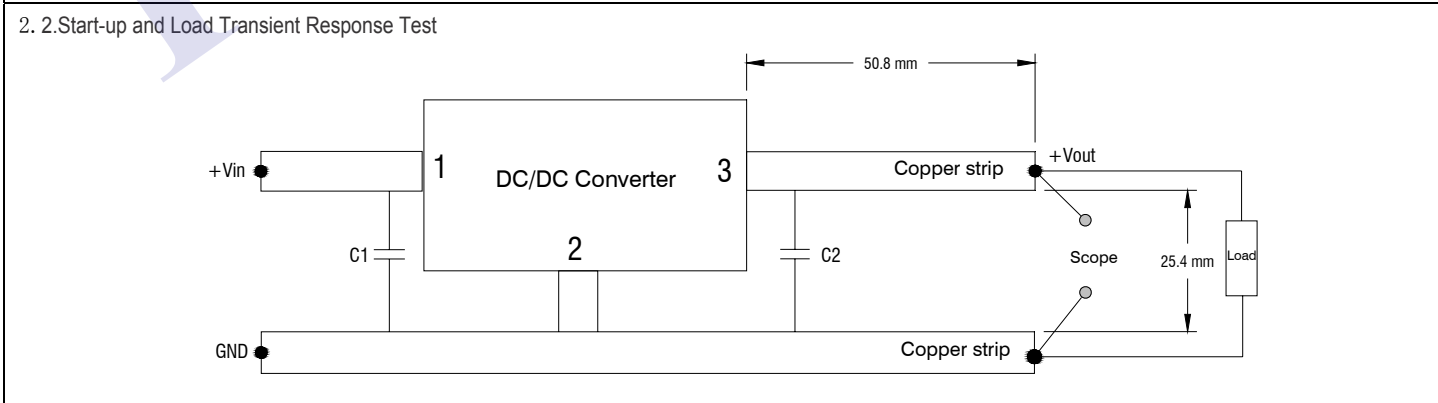 2. 2.Start-up and Load Transient Response Test
50.8 mm
+Vin
1
DC/DC Converter
3
Copper strip
+Vout
C1
2
C2
Scope
25.4 mm
Load
GND
Copper strip